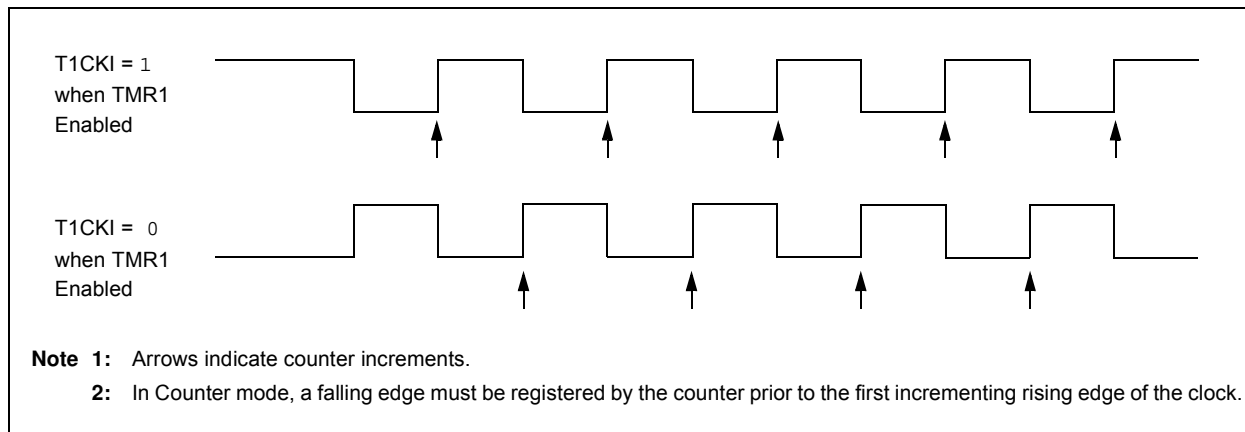 T1CKI = 1
when TMR1
Enabled
T1CKI = 0
when TMR1
Enabled
Note 1: Arrows indicate counter increments.
2: In Counter mode, a falling edge must be registered by the counter prior to the first incrementing rising edge of the clock.